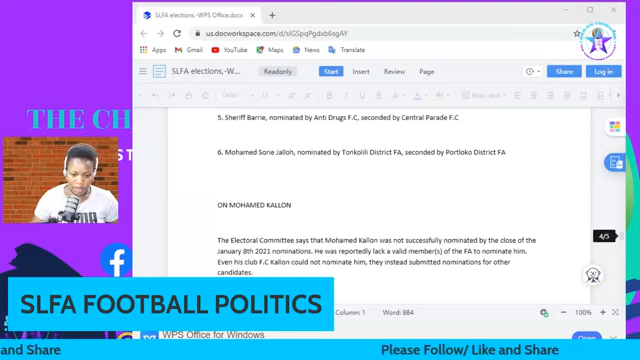 SLFA elections,-WPS Office.docx
us.docworkspace.com/d/sIGSpqPgdxb6sgAY
Apps Gmail YouTube Maps News Translate
SLFA elections,-W... Readonly Start Insert Review Page Share Log in
Main text
5. Sheriff Barrie, nominated by Anti Drugs F.C, seconded by Central Parade F.C
THE CH
6. Mohamed Sorie Jalloh, nominated by Tonkolili District FA, seconded by Portloko District FA
ON MOHAMED KALLON
The Electoral Committee says that Mohamed Kallon was not successfully nominated by the close of the
4/5
January 8th 2021 nominations. He was reportedly lack a valid member(s) of the FA to nominate him.
Even his club F.C Kallon could not nominate him, they instead submitted nominations for other
candidates.
SLFA FOOTBALL POLITICS
Column: 1 Word: 884 100%
WPS Office for Windows
Open
and Share Please Follow/ Like and Share